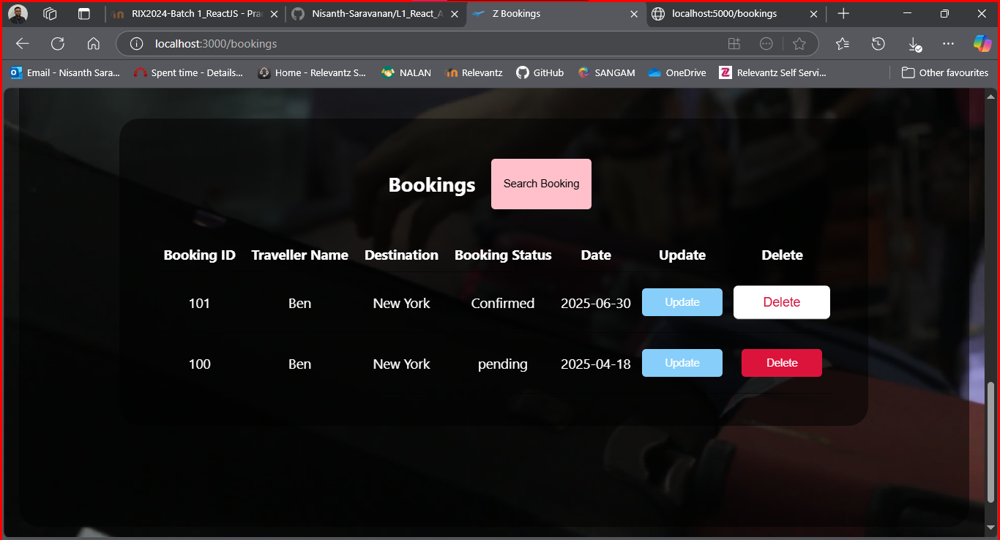 RIX2024-Batch 1_ReactJS - Prac
Nisanth-Saravanan/L1_React_A
Z Bookings
localhost:5000/bookings
localhost:3000/bookings
Email - Nisanth Sara...
Spent time - Details...
Home - Relevantz S...
NALAN
Relevantz
GitHub
SANGAM
OneDrive
Relevantz Self Servi...
Other favourites
Bookings
Search Booking
Booking ID Traveller Name Destination Booking Status Date Update Delete
101 Ben New York Confirmed 2025-06-30 Update Delete
100 Ben New York pending 2025-04-18 Update Delete